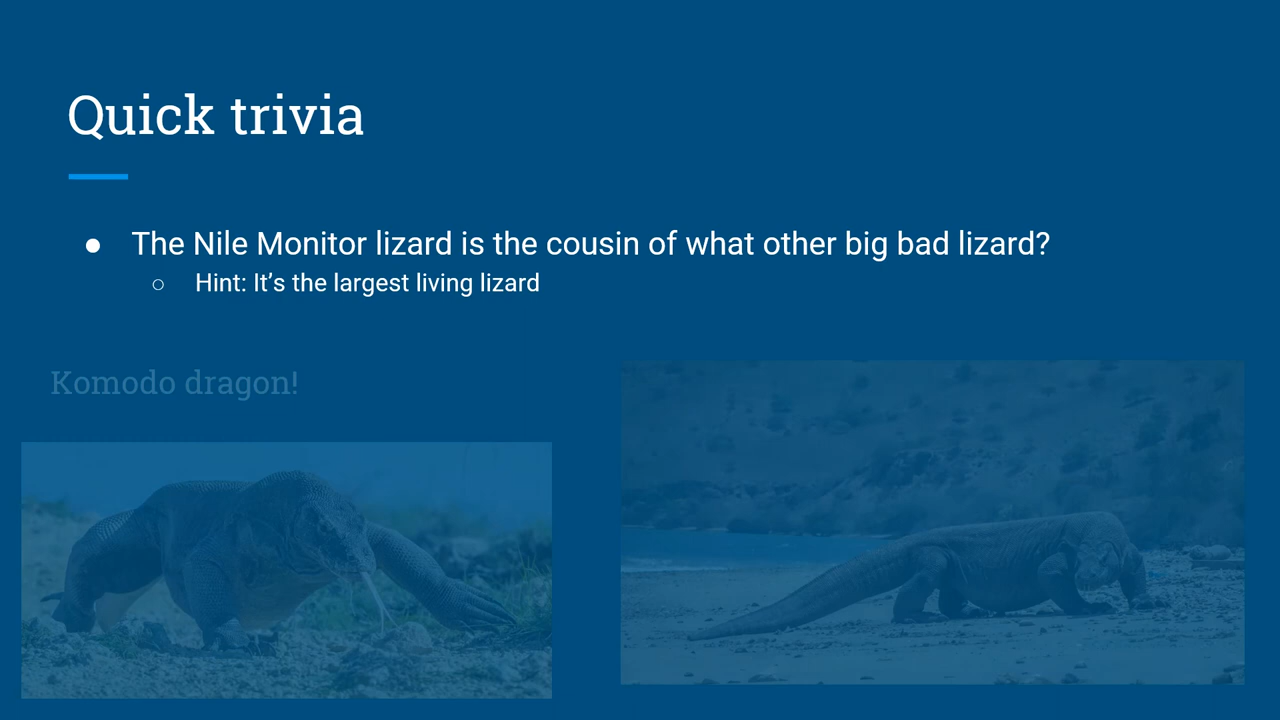 Quick trivia
● The Nile Monitor lizard is the cousin of what other big bad lizard?
○ Hint: It’s the largest living lizard
Komodo dragon!